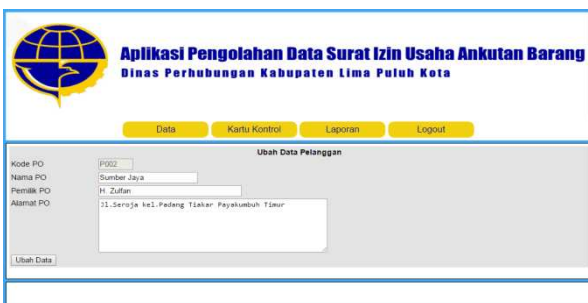 Aplikasi Pengolahan Data Surat Izin Usaha Ankutan Barang
Dinas Perhubungan Kabupaten Lima Puluh Kota
Data Kartu Kontrol Laporan Logout
Ubah Data Pelanggan
Kode PO P002
Nama PO Sumber Jaya
Pemilik PO H. Zulfan
Alamat PO Jl.Seroja kel.Padang Tiakar Payakumbuh Timur
Ubah Data